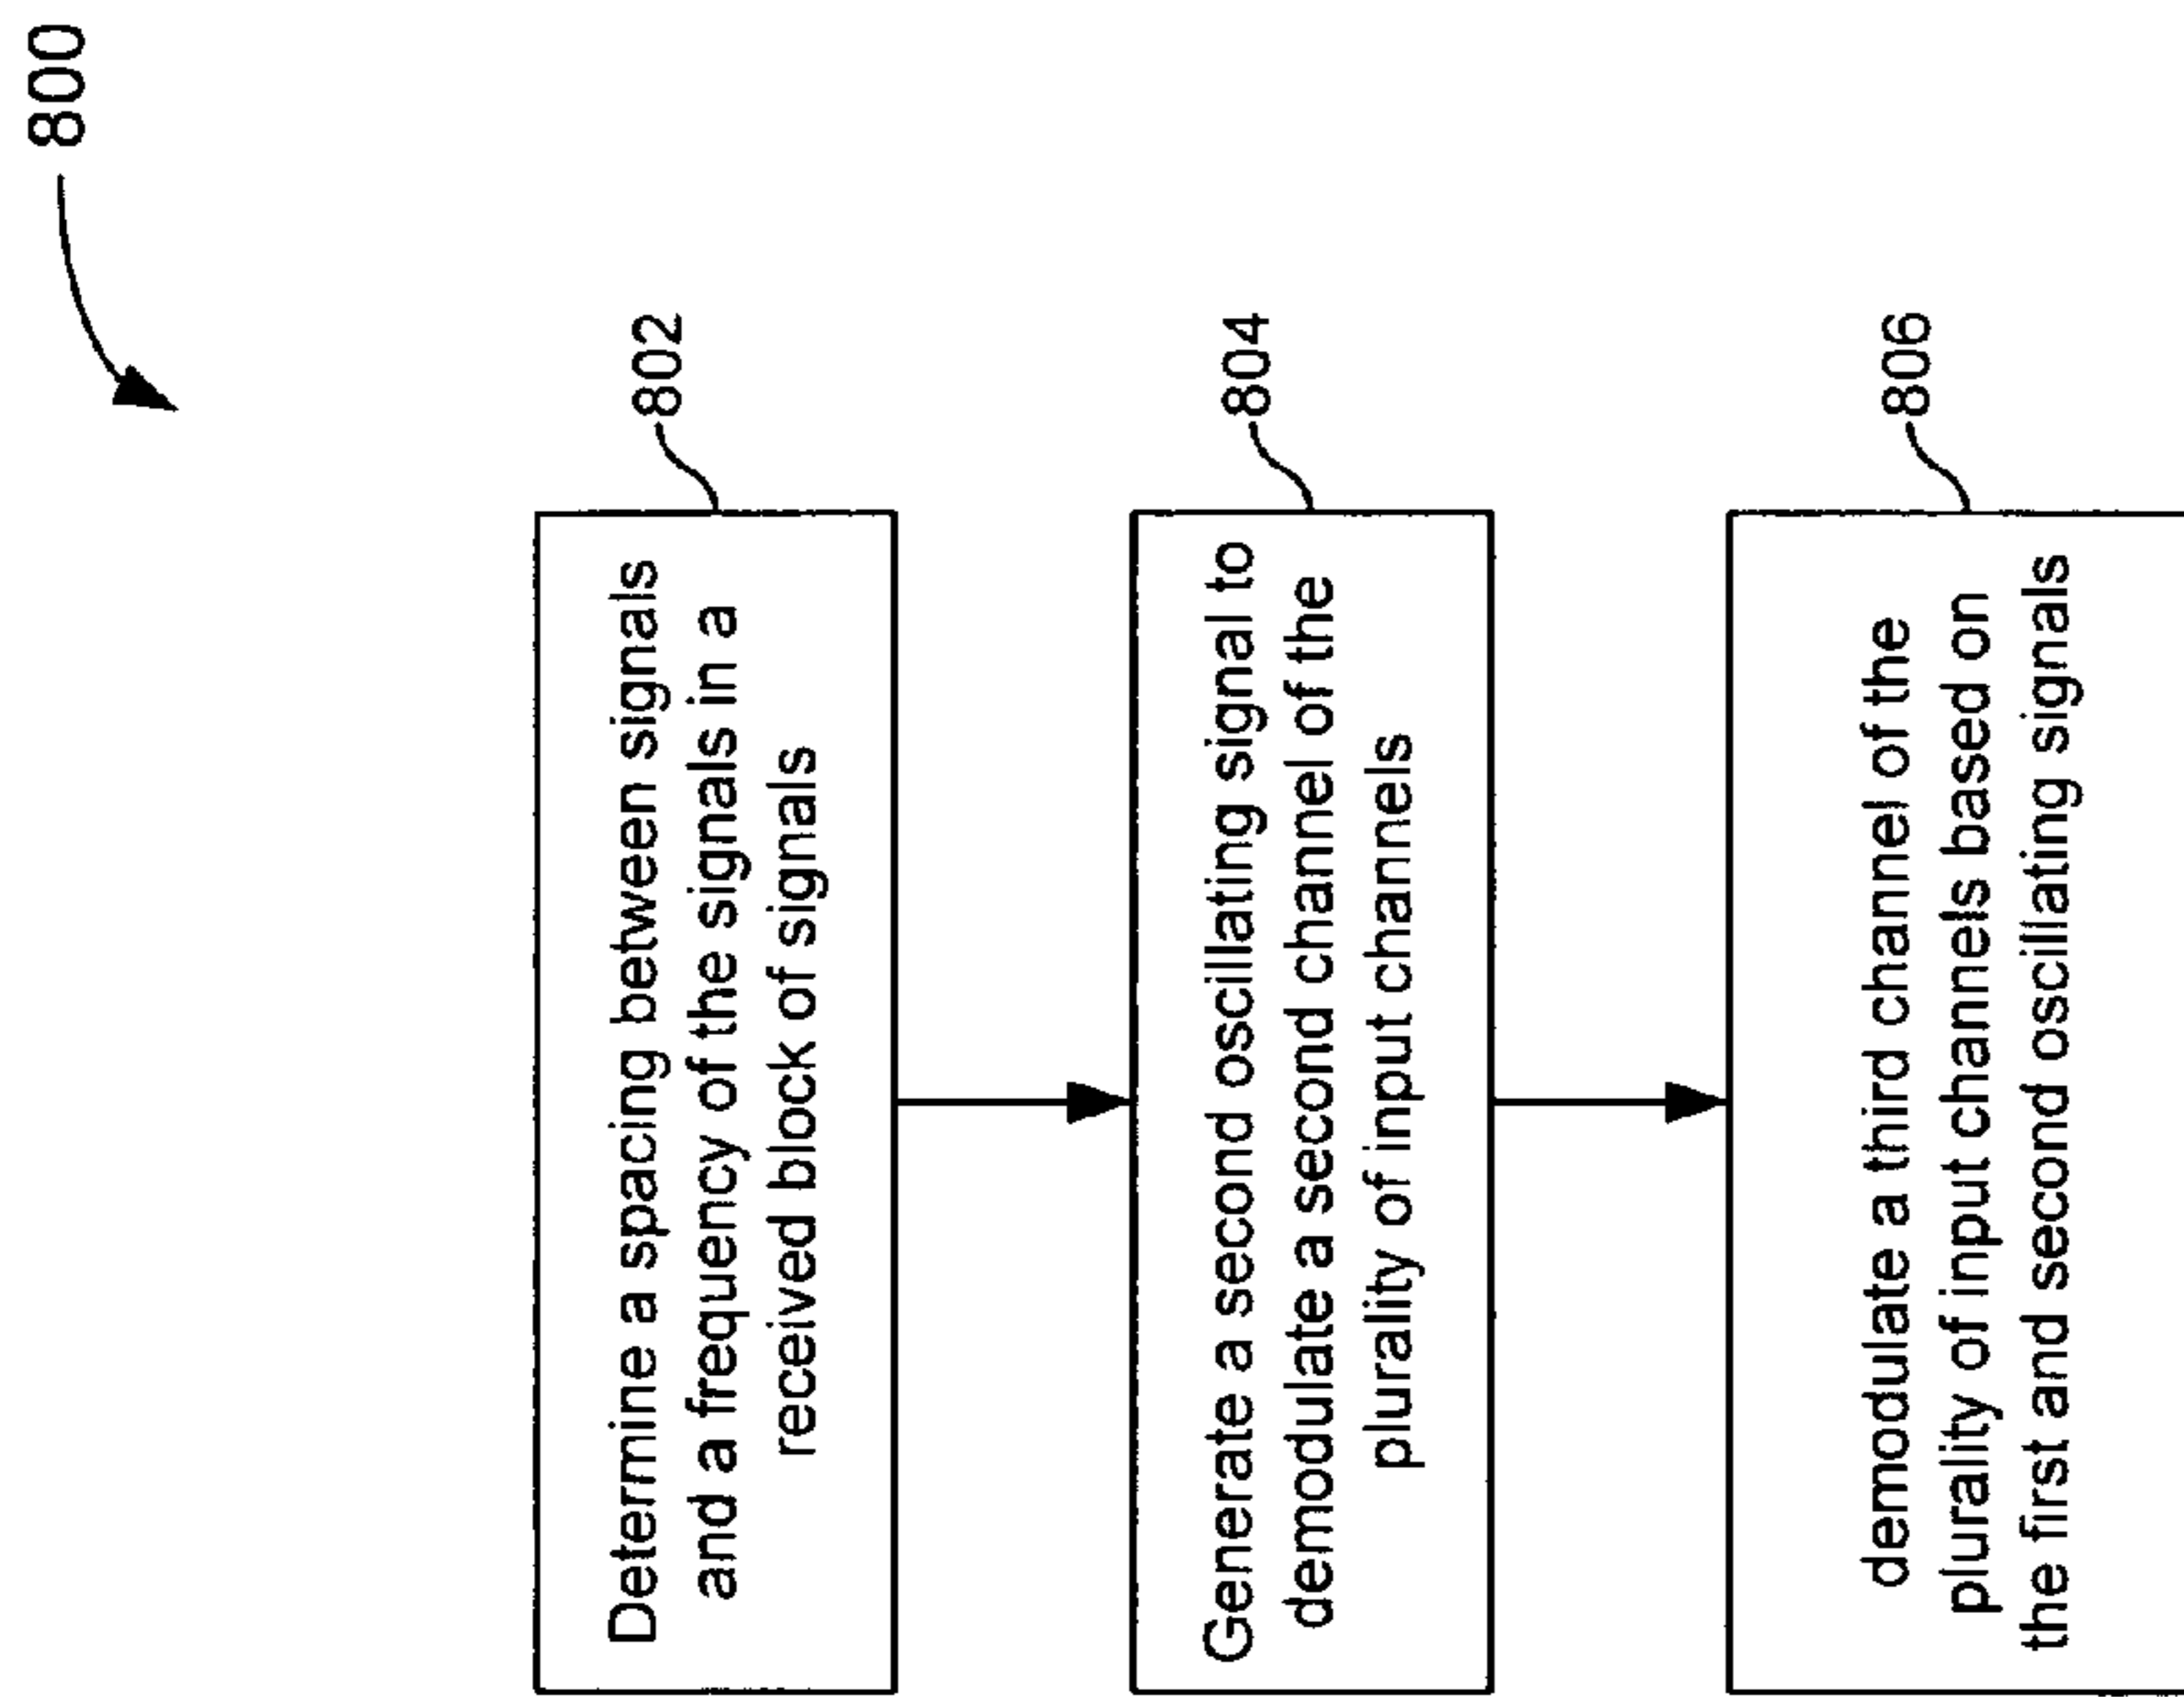 800
802
Determine a spacing between signals
and a frequency of the signals in a
received block of signals
804
Generate a second oscillating signal to
demodulate a second channel of the
plurality of input channels
806
demodulate a third channel of the
plurality of input channels based on
the first and second oscillating signals